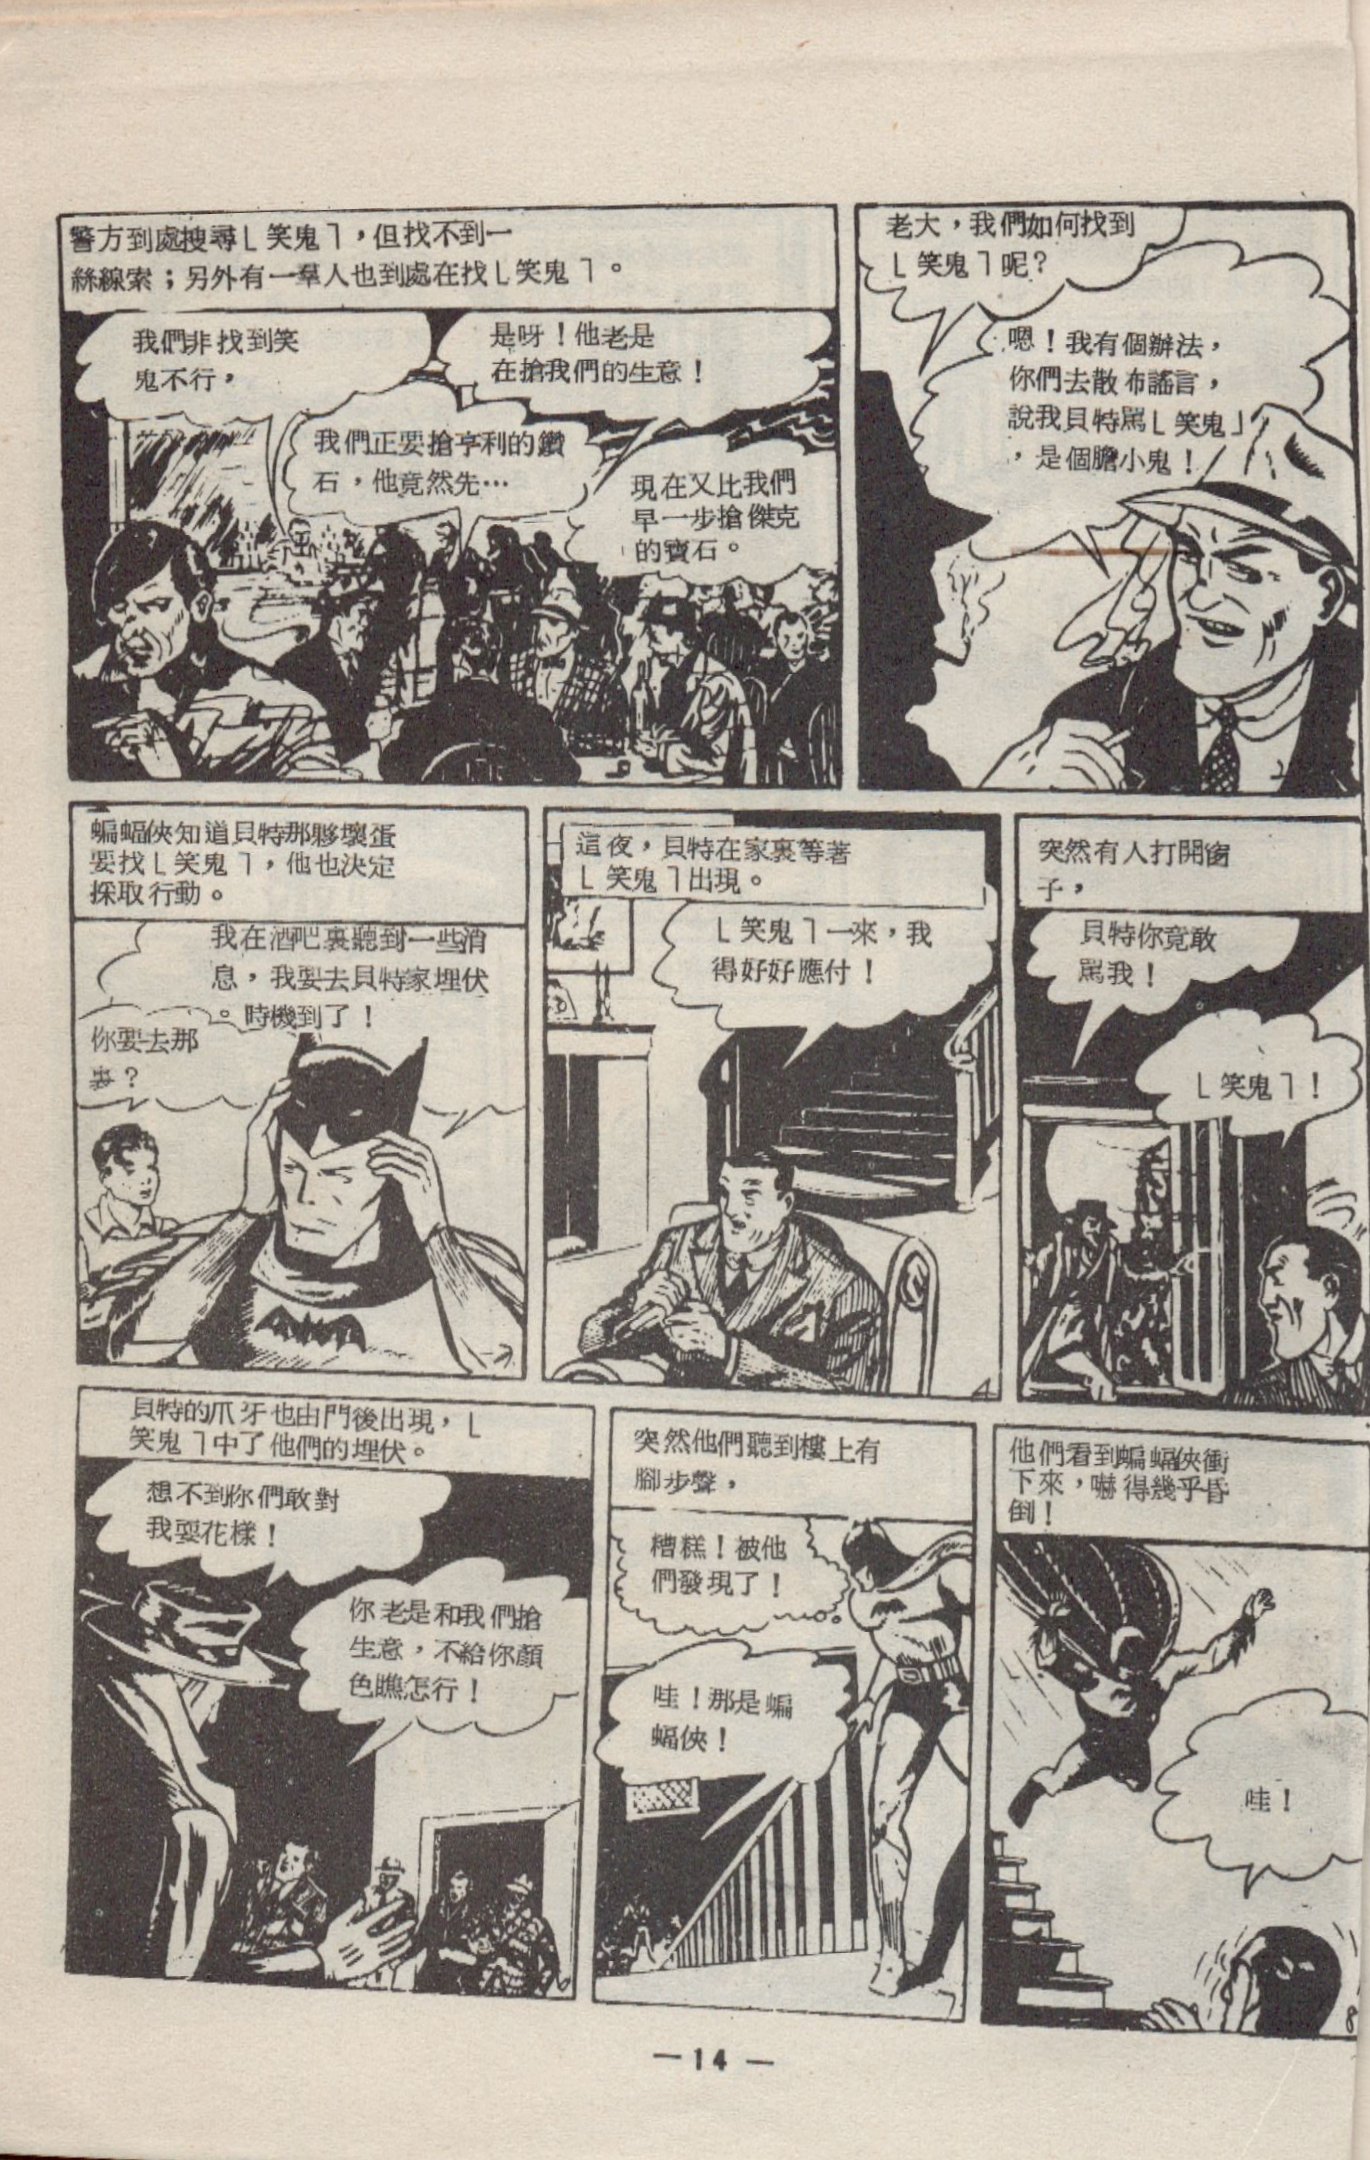 警方到處搜尋﹂笑鬼﹁，但找不到一
絲線索；另外有一羣人也到處在找﹂笑鬼﹁。
我們非找到笑
鬼不行，
是呀！他老是
在搶我們的生意！
我們正要搶亨利的鑽
石，他竟然先…
現在又比我們
早一步搶傑克
的寶石。
老大，我們如何找到
﹂笑鬼﹁呢？
嗯！我有個辦法，
你們去散布謠言，
說我貝特罵﹂笑鬼」
，是個膽小鬼！
2
蝙蝠俠知道貝特那夥壞蛋
要找﹂笑鬼﹁，他也決定
採取行動。
我在酒吧裏聽到一些消
息，我要去貝特家埋伏
。時機到了！
你要去那
裏？
3
這夜，貝特在家裏等著
﹂笑鬼﹁出現。
﹂笑鬼﹁一來，我
得好好應付！
4
突然有人打開窗
子，
貝特你竟敢
罵我！
﹂笑鬼﹁！
貝特的爪牙也由門後出現，﹂
笑鬼﹁中了他們的埋伏。
想不到你們敢對
我耍花樣！
你老是和我們搶
生意，不給你顏
色瞧怎行！
6
突然他們聽到樓上有
腳步聲，
糟糕！被他
們發現了！
哇！那是蝙
蝠俠！
7
他們看到蝙蝠俠衝
下來，嚇得幾乎昏
倒！
哇！
8
— 14 —